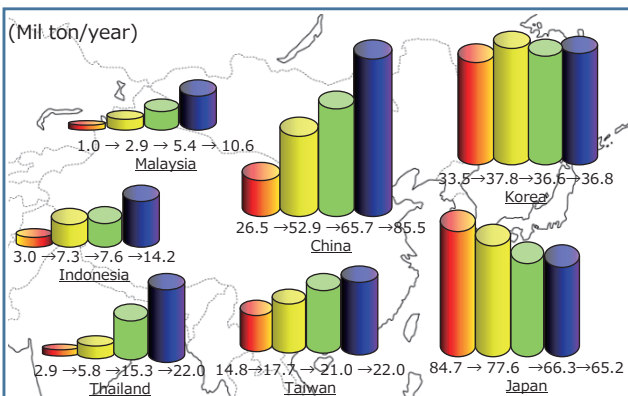 (Mil ton/year)
1.0 → 2.9 → 5.4 → 10.6
Malaysia
33.5→37.8→36.6→36.8
Korea
26.5 →52.9 →65.7 →85.5
China
3.0 →7.3 →7.6 →14.2
Indonesia
2.9 →5.8 →15.3 →22.0
Thailand
14.8→17.7→ 21.0 →22.0
Taiwan
84.7→ 77.6 →66.3→65.2
Japan